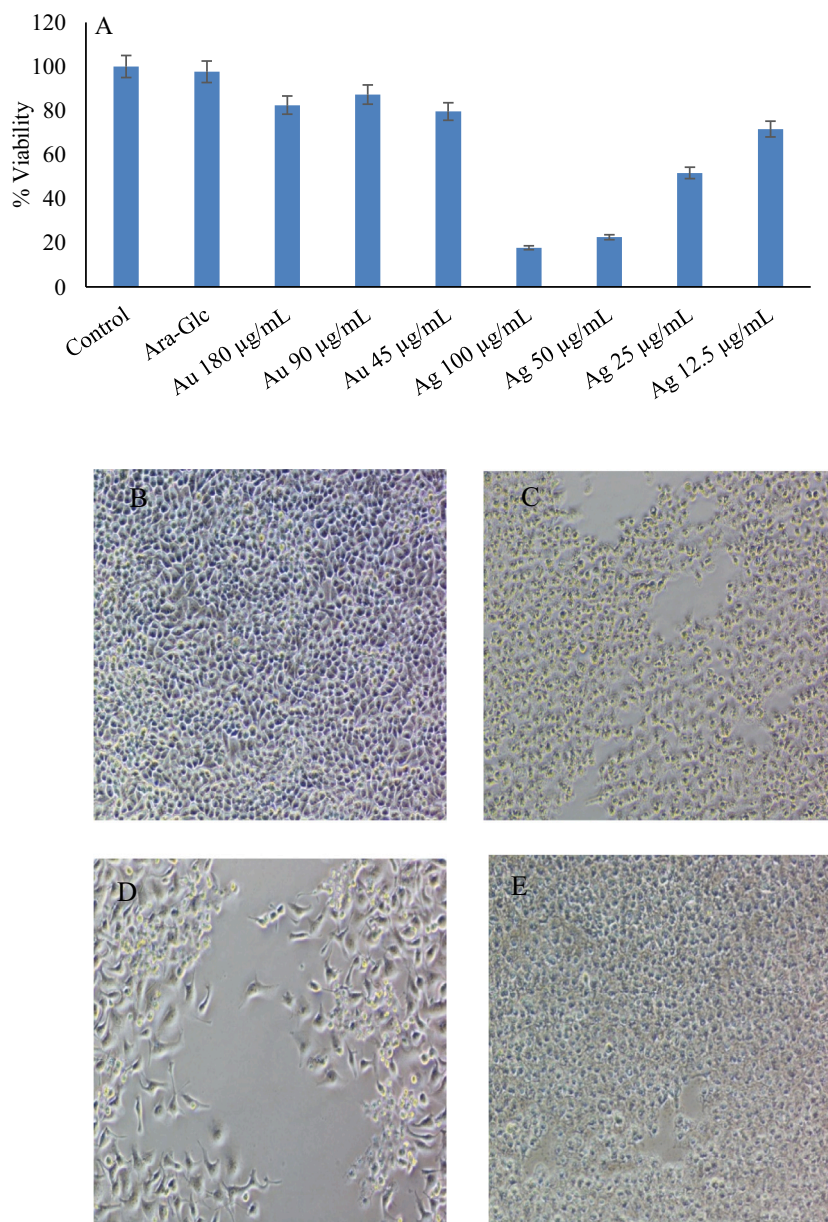 A
120
100
80
60
40
20
0
% Viability
Control
Ara-Glc
Au 180 µg/mL
Au 90 µg/mL
Au 45 µg/mL
Ag 100 µg/mL
Ag 50 µg/mL
Ag 25 µg/mL
Ag 12.5 µg/mL
B
C
D
E